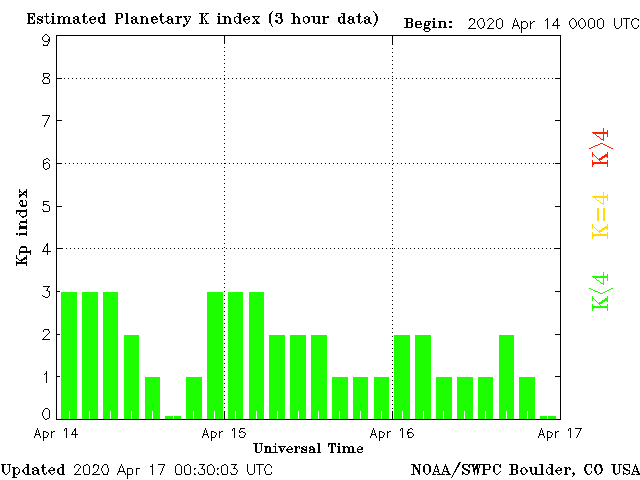 Estimated Planetary K index (3 hour data)
Begin: 2020 Apr 14 0000 UTC
9
8
7
6
5
4
3
2
1
0
Kp index
K>4
K=4
K<4
Apr 14
Apr 15
Apr 16
Apr 17
Universal Time
Updated 2020 Apr 17 00:30:03 UTC
NOAA/SWPC Boulder, CO USA